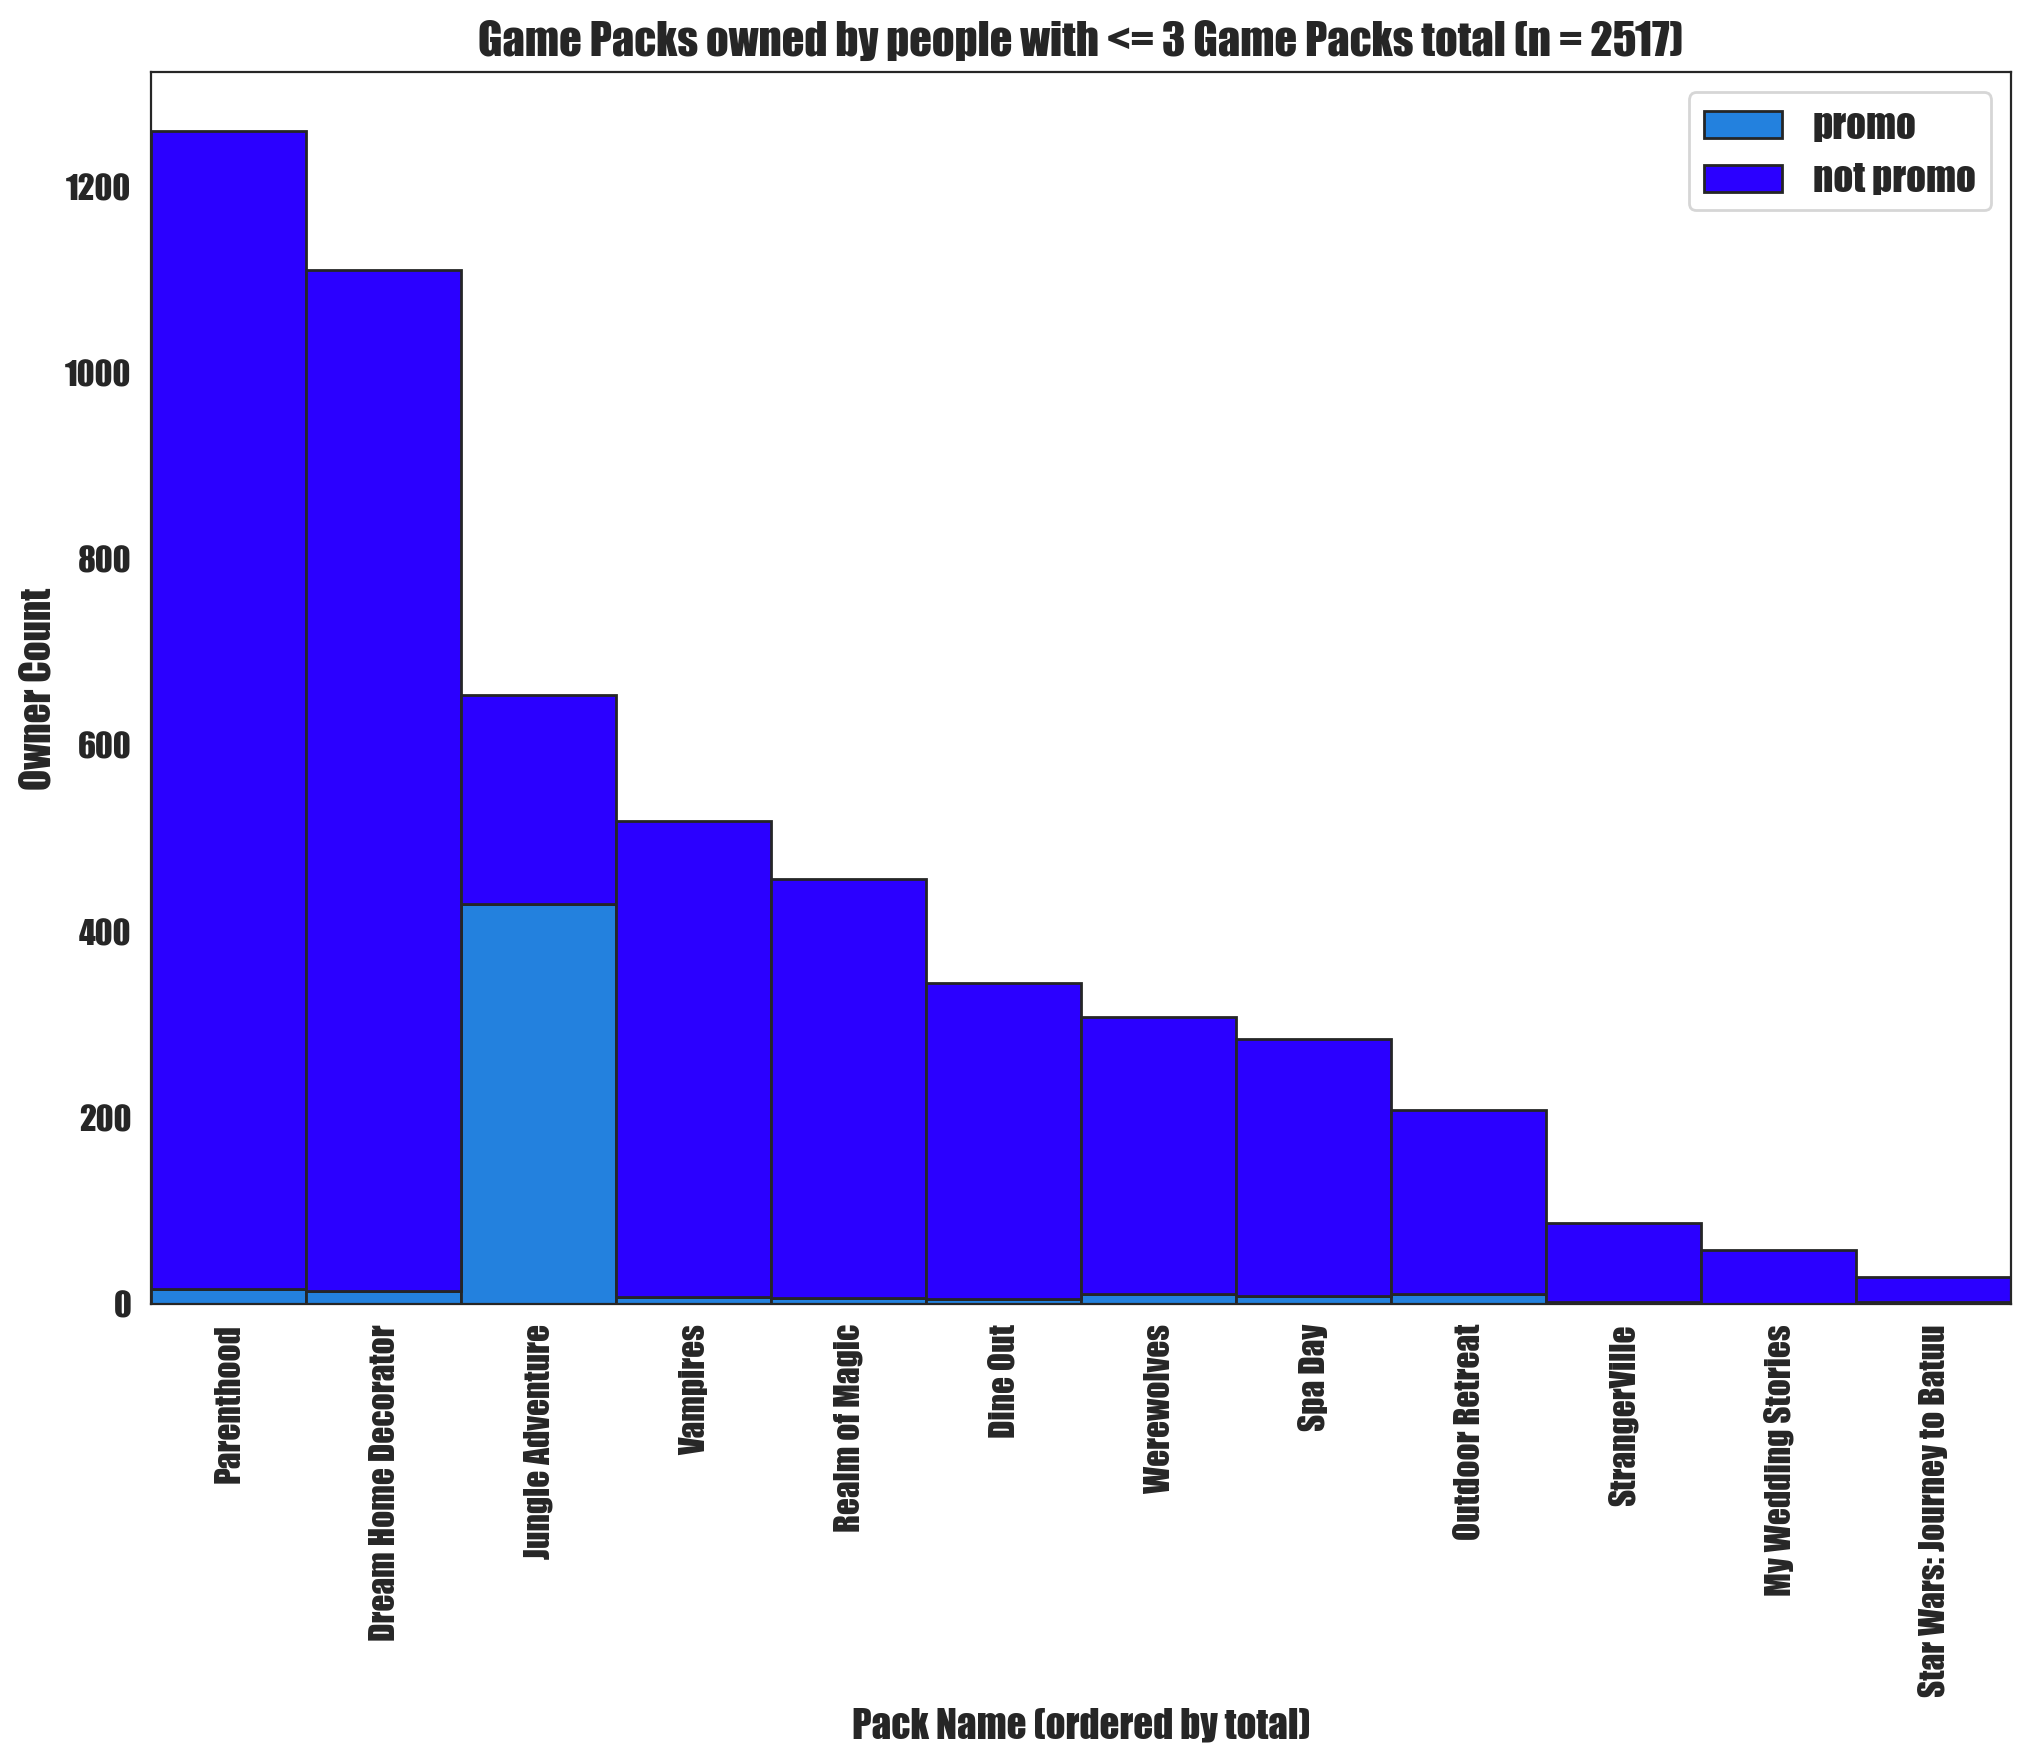 Game Packs owned by people with <= 3 Game Packs total (n = 2517)
promo
not promo
1200
1000
800
600
400
200
0
Owner Count
Parenthood
Dream Home Decorator
Jungle Adventure
Vampires
Realm of Magic
Dine Out
Werewolves
Spa Day
Outdoor Retreat
StrangerVille
My Wedding Stories
Star Wars: Journey to Batuu
Pack Name (ordered by total)